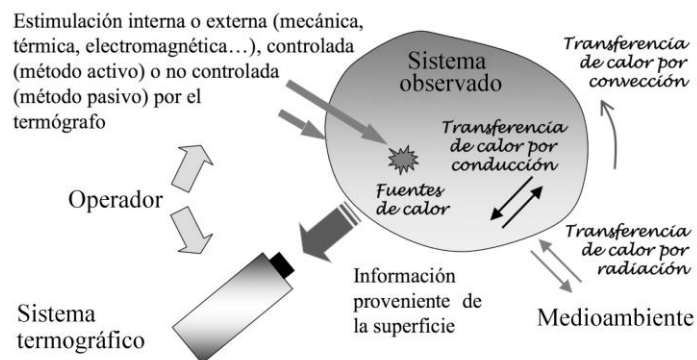 Estimulación interna o externa (mecánica,
térmica, electromagnética…), controlada
(método activo) o no controlada
(método pasivo) por el
termógrafo
Sistema
observado
Transferencia
de calor por
convección
Transferencia
de calor por
conducción
Fuentes
de calor
Operador
Transferencia
de calor por
radiación
Información
proveniente de
la superficie
Medioambiente
Sistema
termográfico